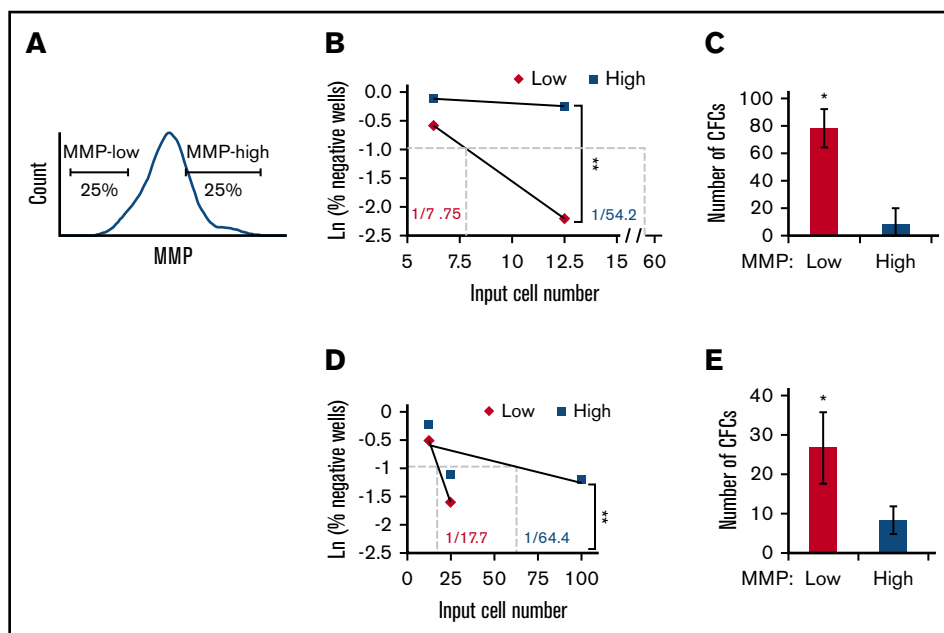 A
MMP-low
MMP-high
25%
25%
Count
MMP
B
Low
High
Ln (% negative wells)
0.0
-0.5
-1.0
-1.5
-2.0
-2.5
**
1/7 .75
1/54.2
5
7.5
10
12.5
15
60
Input cell number
C
Number of CFCs
100
80
60
40
20
0
*
MMP: Low High
D
Low
High
Ln (% negative wells)
0
-0.5
-1
-1.5
-2
-2.5
**
1/17.7
1/64.4
0
25
50
75
100
Input cell number
E
Number of CFCs
40
30
20
10
0
*
MMP: Low High